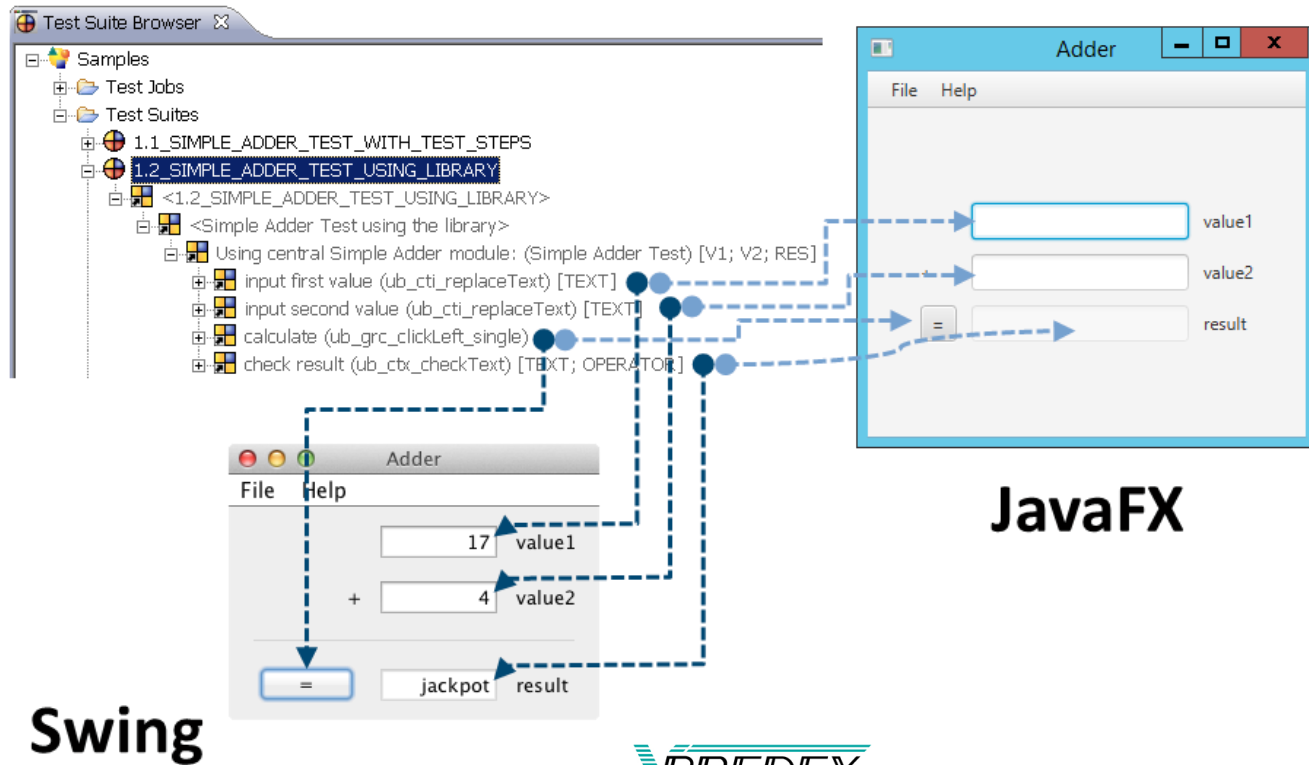 Test Suite Browser
Samples
Test Jobs
Test Suites
1.1_SIMPLE_ADDER_TEST_WITH_TEST_STEPS
1.2_SIMPLE_ADDER_TEST_USING_LIBRARY
<1.2_SIMPLE_ADDER_TEST_USING_LIBRARY>
<Simple Adder Test using the library>
Using central Simple Adder module: (Simple Adder Test) [V1; V2; RES]
input first value (ub_cti_replaceText) [TEXT]
input second value (ub_cti_replaceText) [TEXT]
calculate (ub_grc_clickLeft_single)
check result (ub_ctx_checkText) [TEXT; OPERATOR]
Adder
File Help
value1
+ value2
= result
JavaFX
Adder
File Help
17 value1
+ 4 value2
= jackpot result
Swing
BREDEX